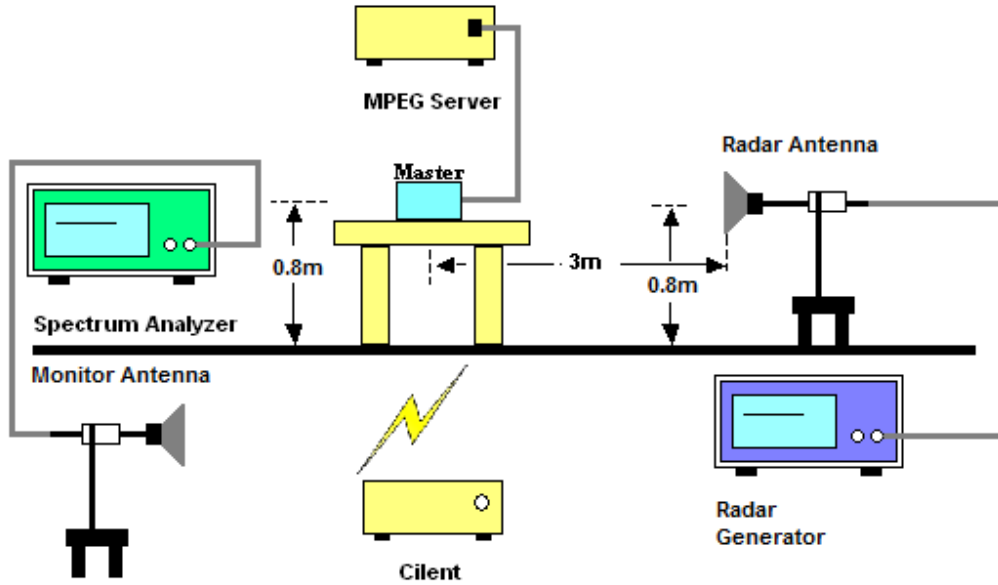 MPEG Server
Radar Antenna
Master
0.8m
3m
0.8m
Spectrum Analyzer
Monitor Antenna
Radar
Generator
Cilent